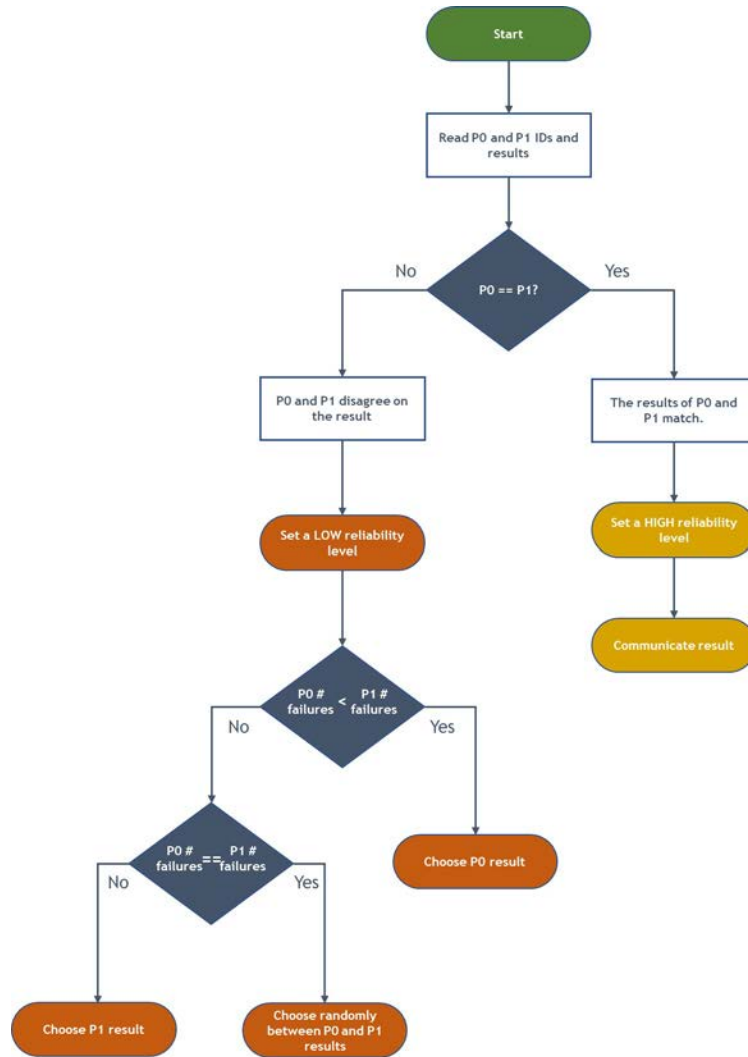 Start
Read P0 and P1 IDs and
results
No
Yes
P0 == P1?
P0 and P1 disagree on
the result
The results of P0 and
P1 match.
Set a LOW reliability
level
Set a HIGH reliability
level
Communicate result
P0 #
failures
<
P1 #
failures
No
Yes
P0 #
failures
==
P1 #
failures
Choose P0 result
No
Yes
Choose P1 result
Choose randomly
between P0 and P1
results